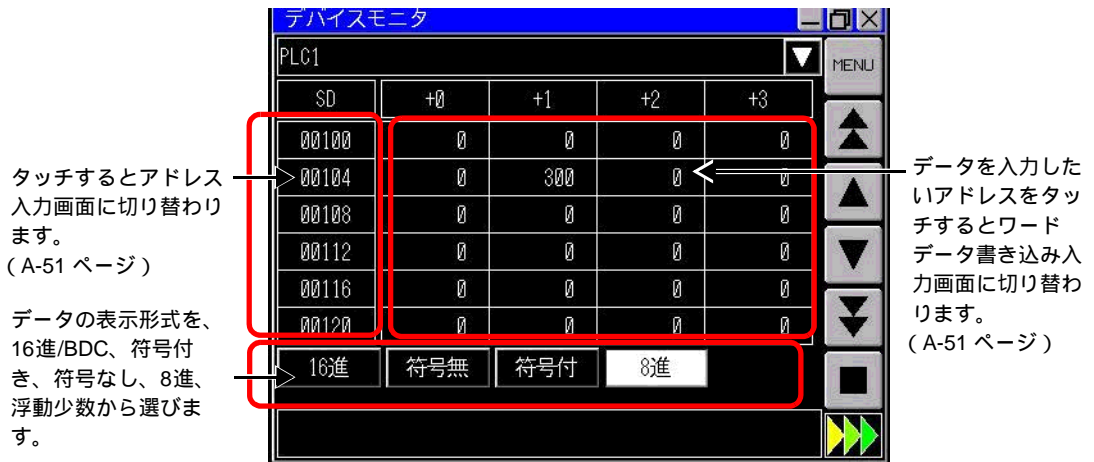 デバイスモニタ
PLC1
MENU
SD +0 +1 +2 +3
00100 0 0 0 0
00104 0 300 0 0
00108 0 0 0 0
00112 0 0 0 0
00116 0 0 0 0
00120 0 0 0 0
16進 符号無 符号付 8進
タッチするとアドレス
入力画面に切り替わり
ます。
( A-51 ページ )
データの表示形式を、
16進/BDC、符号付
き、符号なし、8進、
浮動少数から選びま
す。
データを入力した
いアドレスをタッ
チするとワード
データ書き込み入
力画面に切り替わ
ります。
( A-51 ページ )